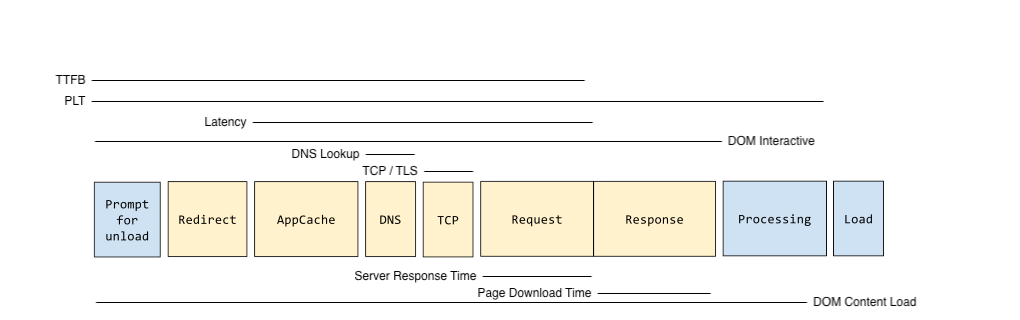 TTFB
PLT
Latency
DOM Interactive
DNS Lookup
TCP / TLS
Prompt
for
unload
Redirect
AppCache
DNS
TCP
Request
Response
Processing
Load
Server Response Time
Page Download Time
DOM Content Load